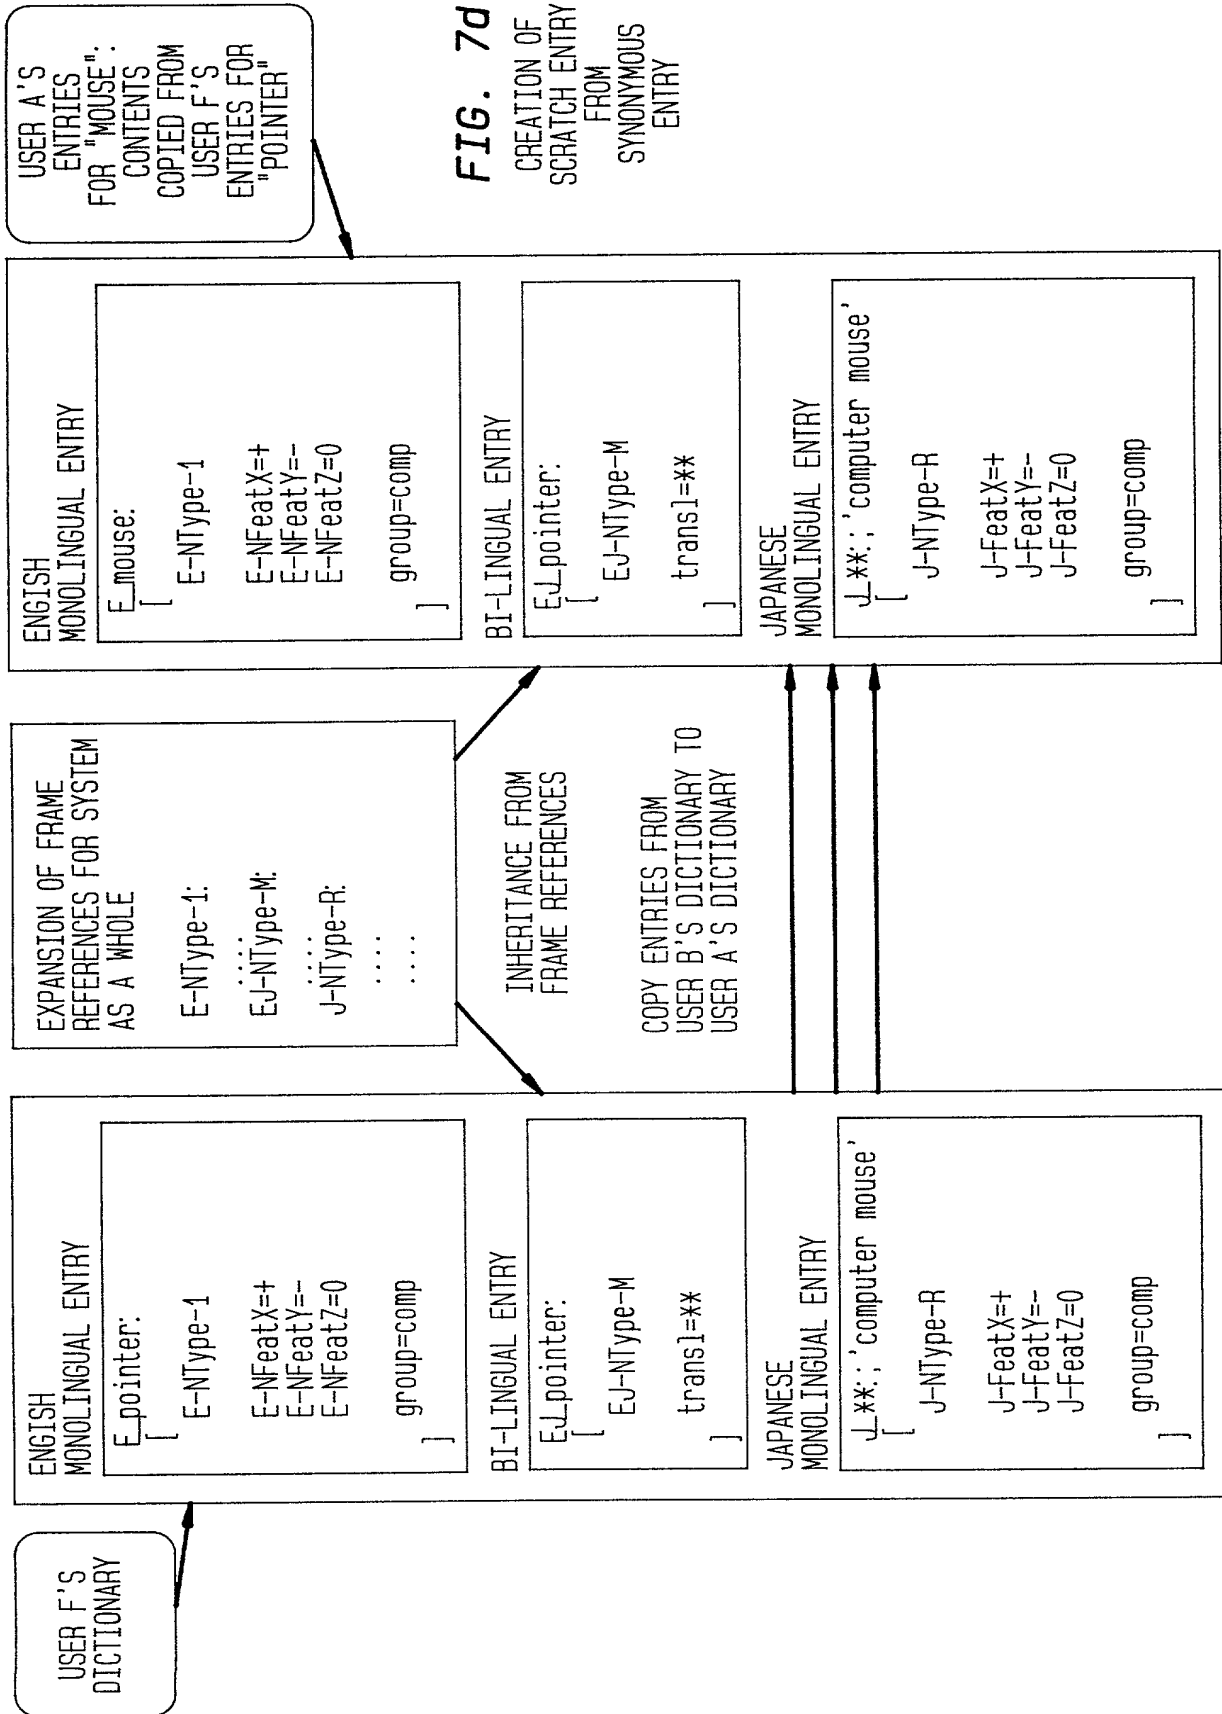 USER F'S
DICTIONARY
ENGISH
MONOLINGUAL ENTRY
E_pointer:
[
E-NType-1
E-NFeatX=+
E-NFeatY=-
E-NFeatZ=0
group=comp
]
BI-LINGUAL ENTRY
EJ_pointer:
[
EJ-NType-M
transl=**
]
JAPANESE
MONOLINGUAL ENTRY
J_**:;'computer mouse'
[
J-NType-R
J-FeatX=+
J-FeatY=-
J-FeatZ=0
group=comp
]
EXPANSION OF FRAME
REFERENCES FOR SYSTEM
AS A WHOLE
E-NType-1:
.....
EJ-NType-M:
.....
J-NType-R:
.....
.....
INHERITANCE FROM
FRAME REFERENCES
COPY ENTRIES FROM
USER B'S DICTIONARY TO
USER A'S DICTIONARY
ENGISH
MONOLINGUAL ENTRY
E_mouse:
[
E-NType-1
E-NFeatX=+
E-NFeatY=-
E-NFeatZ=0
group=comp
]
BI-LINGUAL ENTRY
EJ_pointer:
[
EJ-NType-M
transl=**
]
JAPANESE
MONOLINGUAL ENTRY
J_**:;'computer mouse'
[
J-NType-R
J-FeatX=+
J-FeatY=-
J-FeatZ=0
group=comp
]
USER A'S
ENTRIES
FOR "MOUSE":
CONTENTS
COPIED FROM
USER F'S
ENTRIES FOR
"POINTER"
FIG. 7d
CREATION OF
SCRATCH ENTRY
FROM
SYNONYMOUS
ENTRY